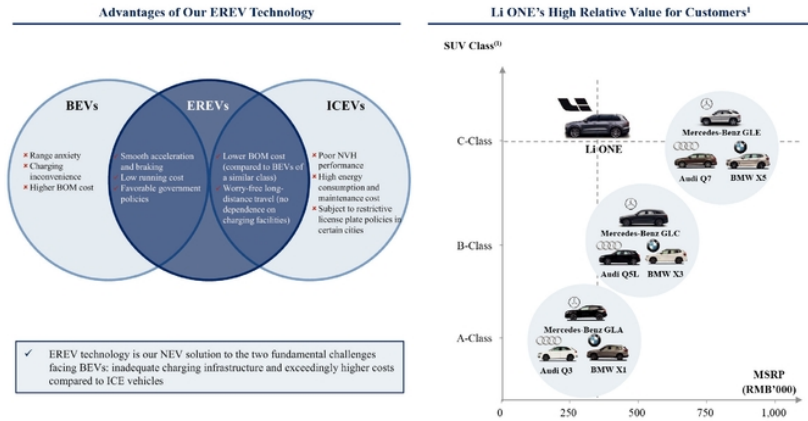 Advantages of Our EREV Technology
BEVs
EREVs
ICEVs
Range anxiety
Charging
inconvenience
Higher BOM cost
Smooth acceleration
and braking
Low running cost
Favorable government
policies
Lower BOM cost
(compared to BEVs of
a similar class)
Worry-free long-
distance travel (no
dependence on
charging facilities)
Poor NVH
performance
High energy
consumption and
maintenance cost
Subject to restrictive
license plate policies in
certain cities
EREV technology is our NEV solution to the two fundamental challenges
facing BEVs: inadequate charging infrastructure and exceedingly higher costs
compared to ICE vehicles
Li ONE's High Relative Value for Customers¹
SUV Class(1)
C-Class
B-Class
A-Class
Li ONE
Mercedes-Benz GLE
Audi Q7
BMW X5
Mercedes-Benz GLC
Audi Q5L
BMW X3
Mercedes-Benz GLA
Audi Q3
BMW X1
MSRP
(RMB'000)
0
250
500
750
1,000